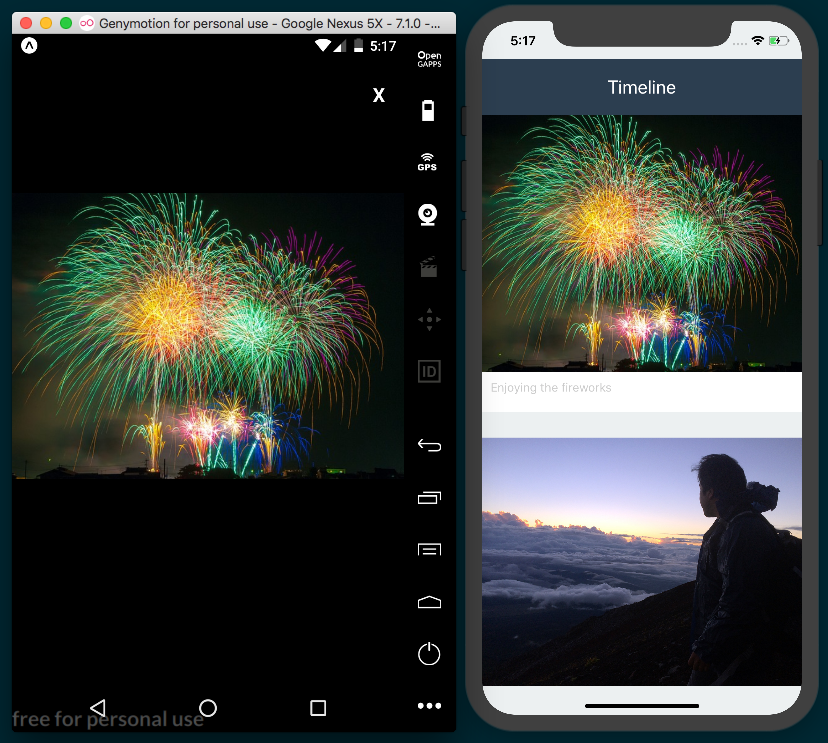 Genymotion for personal use - Google Nexus 5X - 7.1.0 -...
5:17
X
Open
GAPPS
GPS
ID
free for personal use
5:17
Timeline
Enjoying the fireworks